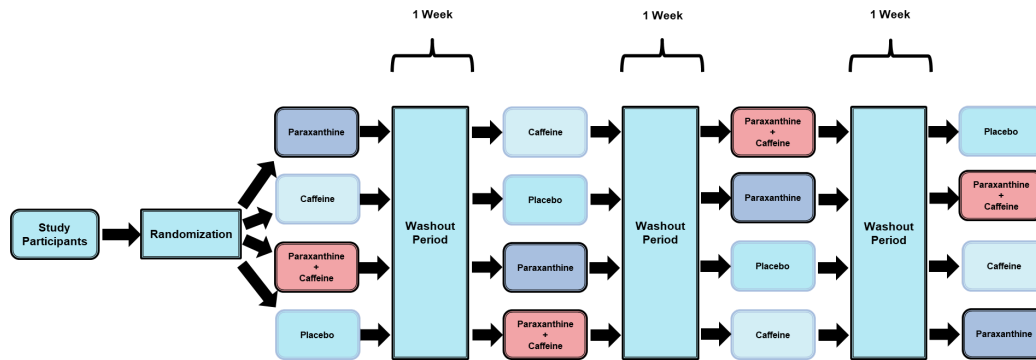 1 Week
1 Week
1 Week
Paraxanthine
Caffeine
Paraxanthine
+
Caffeine
Placebo
Caffeine
Placebo
Paraxanthine
Paraxanthine
+
Caffeine
Study
Participants
Randomization
Washout
Period
Washout
Period
Washout
Period
Paraxanthine
+
Caffeine
Paraxanthine
Placebo
Caffeine
Placebo
Paraxanthine
+
Caffeine
Caffeine
Paraxanthine